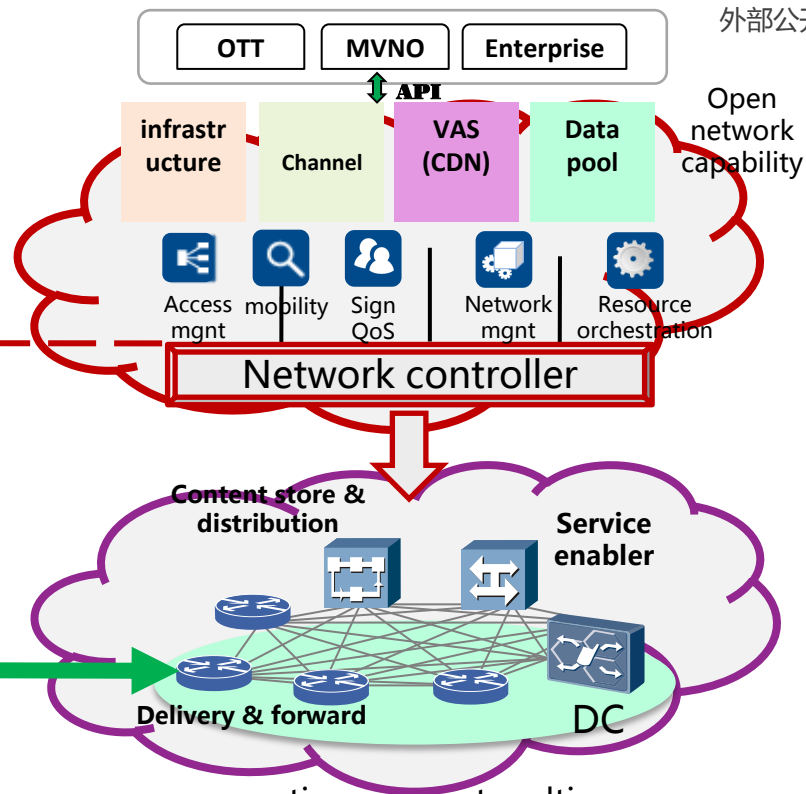 外部公
OTT MVNO Enterprise
API
Open
network
capability
infrastr
ucture
Channel
VAS
(CDN)
Data
pool
Access
mgnt
mobility
Sign
QoS
Network
mgnt
Resource
orchestration
Network controller
Content store &
distribution
Service
enabler
Delivery & forward
DC